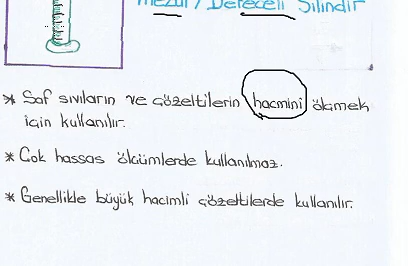 Mezür / Dereceli Silindir
* Saf sıvıların ve çözeltilerin hacmini ölçmek
için kullanılır.
* Çok hassas ölçümlerde kullanılmaz.
* Genellikle büyük hacimli çözeltilerde kullanılır.